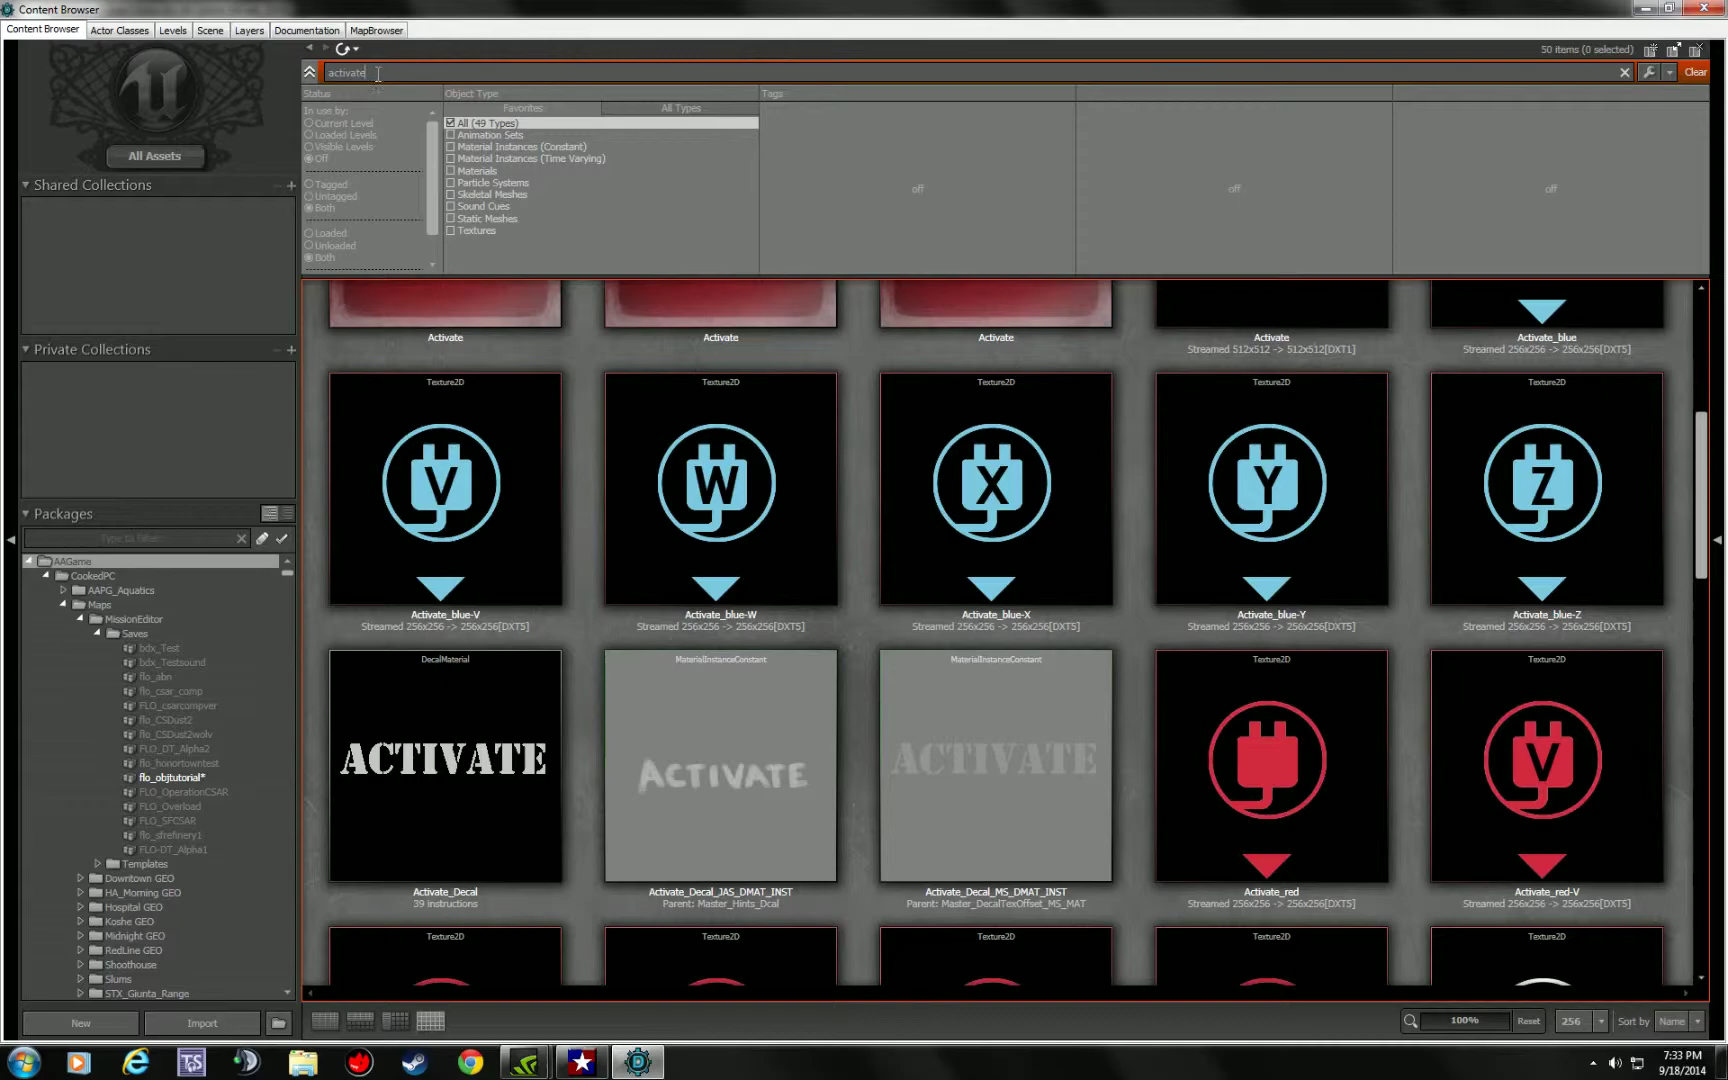 Content Browser
Content Browser
Actor Classes
Levels
Scene
Layers
Documentation
MapBrowser
50 items (0 selected)
activate
Clear
Status
Object Type:
Tags
Favorites
All Types
In use by:
Current Level
Loaded Levels
Visible Levels
Off
Tagged
Untagged
Both
Loaded
Unloaded
Both
All (49 Types)
Animation Sets
Material Instances (Constant)
Material Instances (Time Varying)
Materials
Particle Systems
Skeletal Meshes
Sound Cues
Static Meshes
Textures
off
off
off
All Assets
Shared Collections
Private Collections
Packages
Type to filter
AAGame
CookedPC
AAPG_Aquatics
Maps
MissionEditor
Saves
bdx_Test
bdx_Testsound
flo_abn
flo_csar_comp
FLO_csarcompver
flo_CSDust2
flo_CSDust2wolv
FLO_DT_Alpha2
flo_honortowntest
flo_objtutorial*
FLO_OperationCSAR
FLO_Overload
FLO_SFCSAR
flo_sfrefinery1
FLO-DT_Alpha1
Templates
Downtown GEO
HA_Morning GEO
Hospital GEO
Koshe GEO
Midnight GEO
RedLine GEO
Shoothouse
Slums
STX_Giunta_Range
New
Import
Activate
Activate
Activate
Activate
Streamed 512x512 -> 512x512[DXT1]
Activate_blue
Streamed 256x256 -> 256x256[DXT5]
Texture2D
V
Activate_blue-V
Streamed 256x256 -> 256x256[DXT5]
Texture2D
W
Activate_blue-W
Streamed 256x256 -> 256x256[DXT5]
Texture2D
X
Activate_blue-X
Streamed 256x256 -> 256x256[DXT5]
Texture2D
Y
Activate_blue-Y
Streamed 256x256 -> 256x256[DXT5]
Texture2D
Z
Activate_blue-Z
Streamed 256x256 -> 256x256[DXT5]
DecalMaterial
ACTIVATE
Activate_Decal
39 instructions
MaterialInstanceConstant
ACTIVATE
Activate_Decal_JAS_DMAT_INST
Parent: Master_Hints_Dcal
MaterialInstanceConstant
ACTIVATE
Activate_Decal_MS_DMAT_INST
Parent: Master_DecalTexOffset_MS_MAT
Texture2D
Activate_red
Streamed 256x256 -> 256x256[DXT5]
Texture2D
V
Activate_red-V
Streamed 256x256 -> 256x256[DXT5]
Texture2D
Texture2D
Texture2D
Texture2D
Texture2D
100%
Reset
256
Sort by
Name
TS
D
7:33 PM
9/18/2014